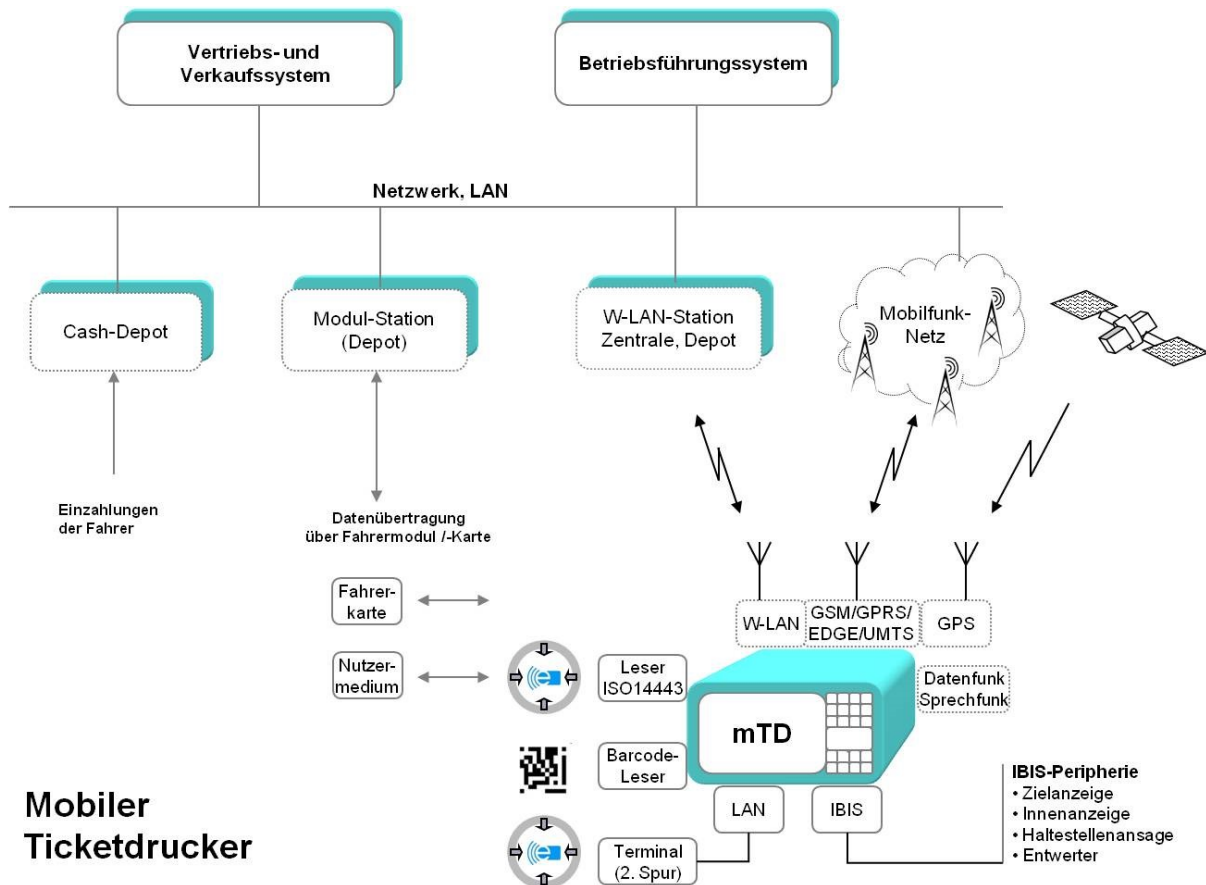 Vertriebs- und
Verkaufssystem
Betriebsführungssystem
Netzwerk, LAN
Cash-Depot
Modul-Station
(Depot)
W-LAN-Station
Zentrale, Depot
Mobilfunk-
Netz
Einzahlungen
der Fahrer
Datenübertragung
über Fahrermodul /-Karte
Fahrer-
karte
Nutzer-
medium
W-LAN
GSM/GPRS/
EDGE/UMTS
GPS
e
Leser
ISO14443
Datenfunk
Sprechfunk
mTD
Barcode-
Leser
LAN
IBIS
e
Terminal
(2. Spur)
IBIS-Peripherie
• Zielanzeige
• Innenanzeige
• Haltestellenansage
• Entwerter
Mobiler
Ticketdrucker